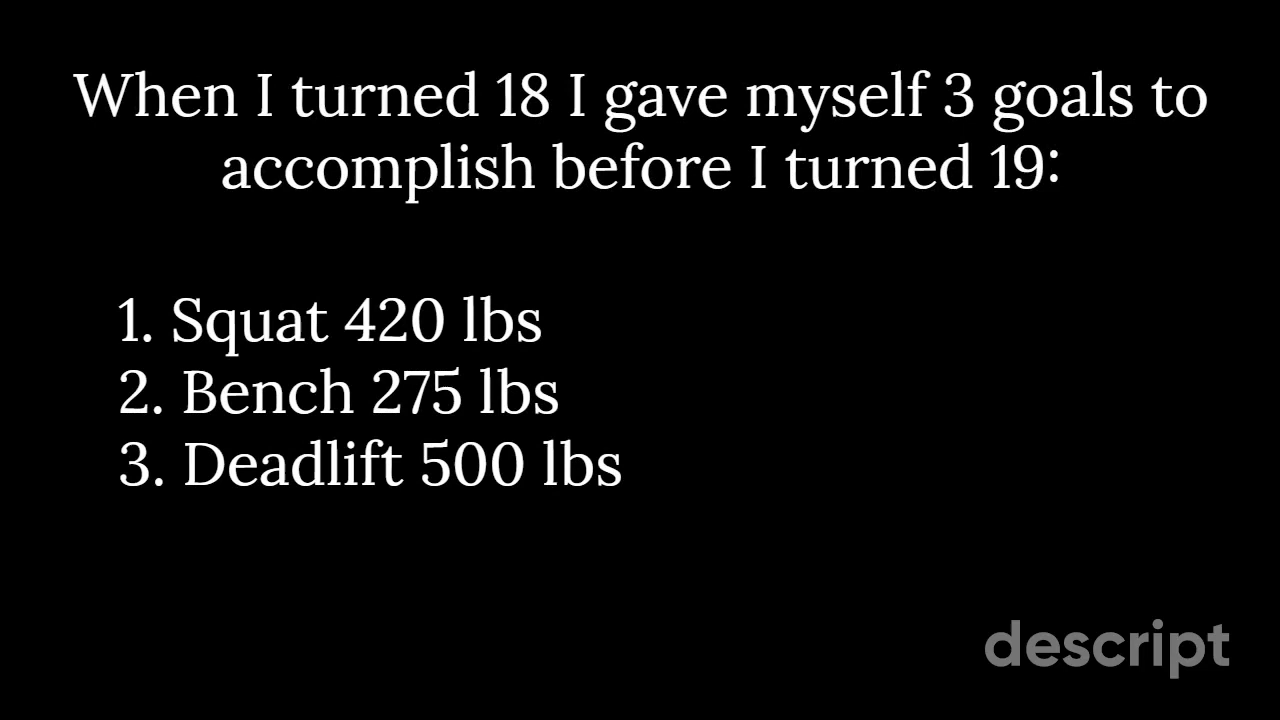 When I turned 18 I gave myself 3 goals to
accomplish before I turned 19:
1. Squat 420 lbs
2. Bench 275 lbs
3. Deadlift 500 lbs
descript